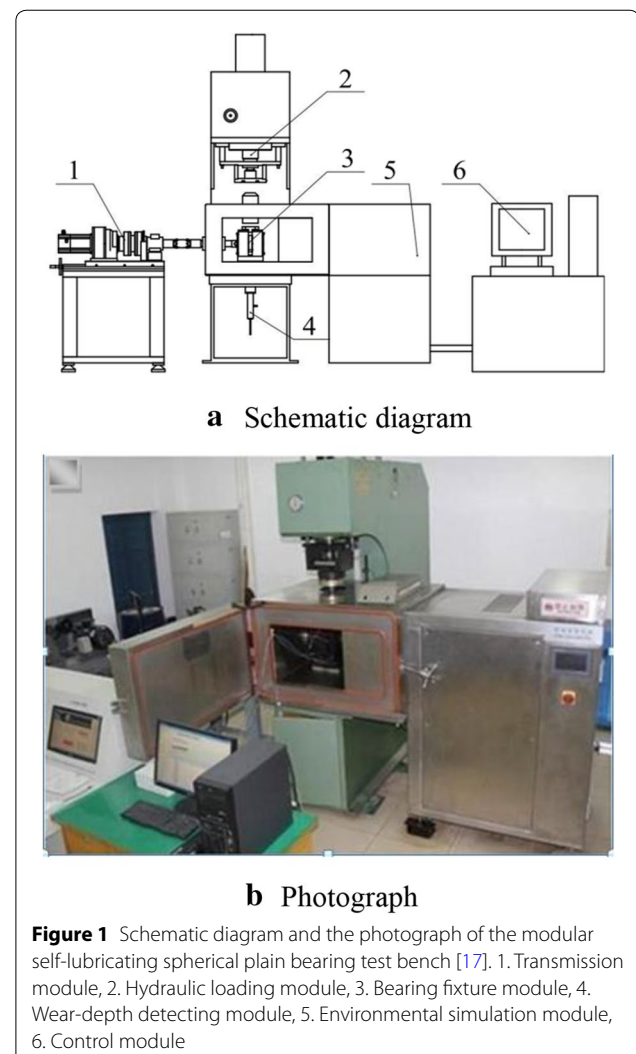 1
2
3
4
5
6
a Schematic diagram
b Photograph
Figure 1 Schematic diagram and the photograph of the modular
self-lubricating spherical plain bearing test bench [17]. 1. Transmission
module, 2. Hydraulic loading module, 3. Bearing fixture module, 4.
Wear-depth detecting module, 5. Environmental simulation module,
6. Control module